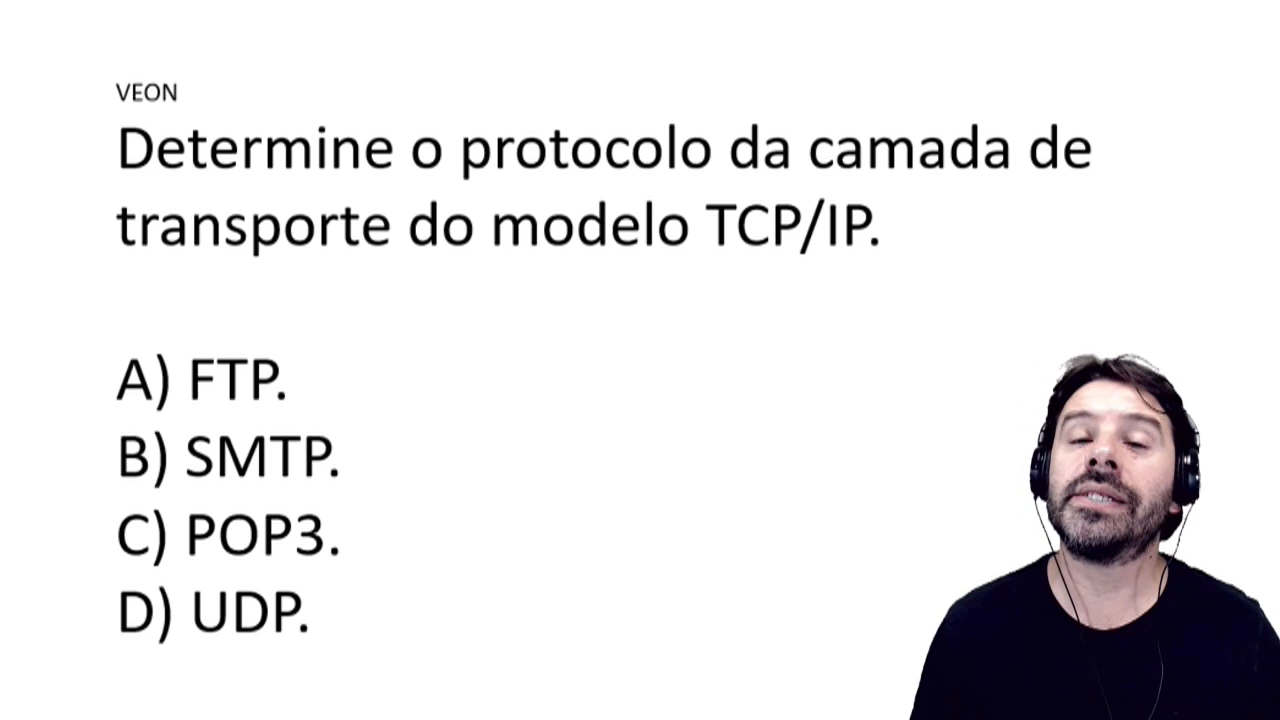 VEON
Determine o protocolo da camada de
transporte do modelo TCP/IP.
A) FTP.
B) SMTP.
C) POP3.
D) UDP.